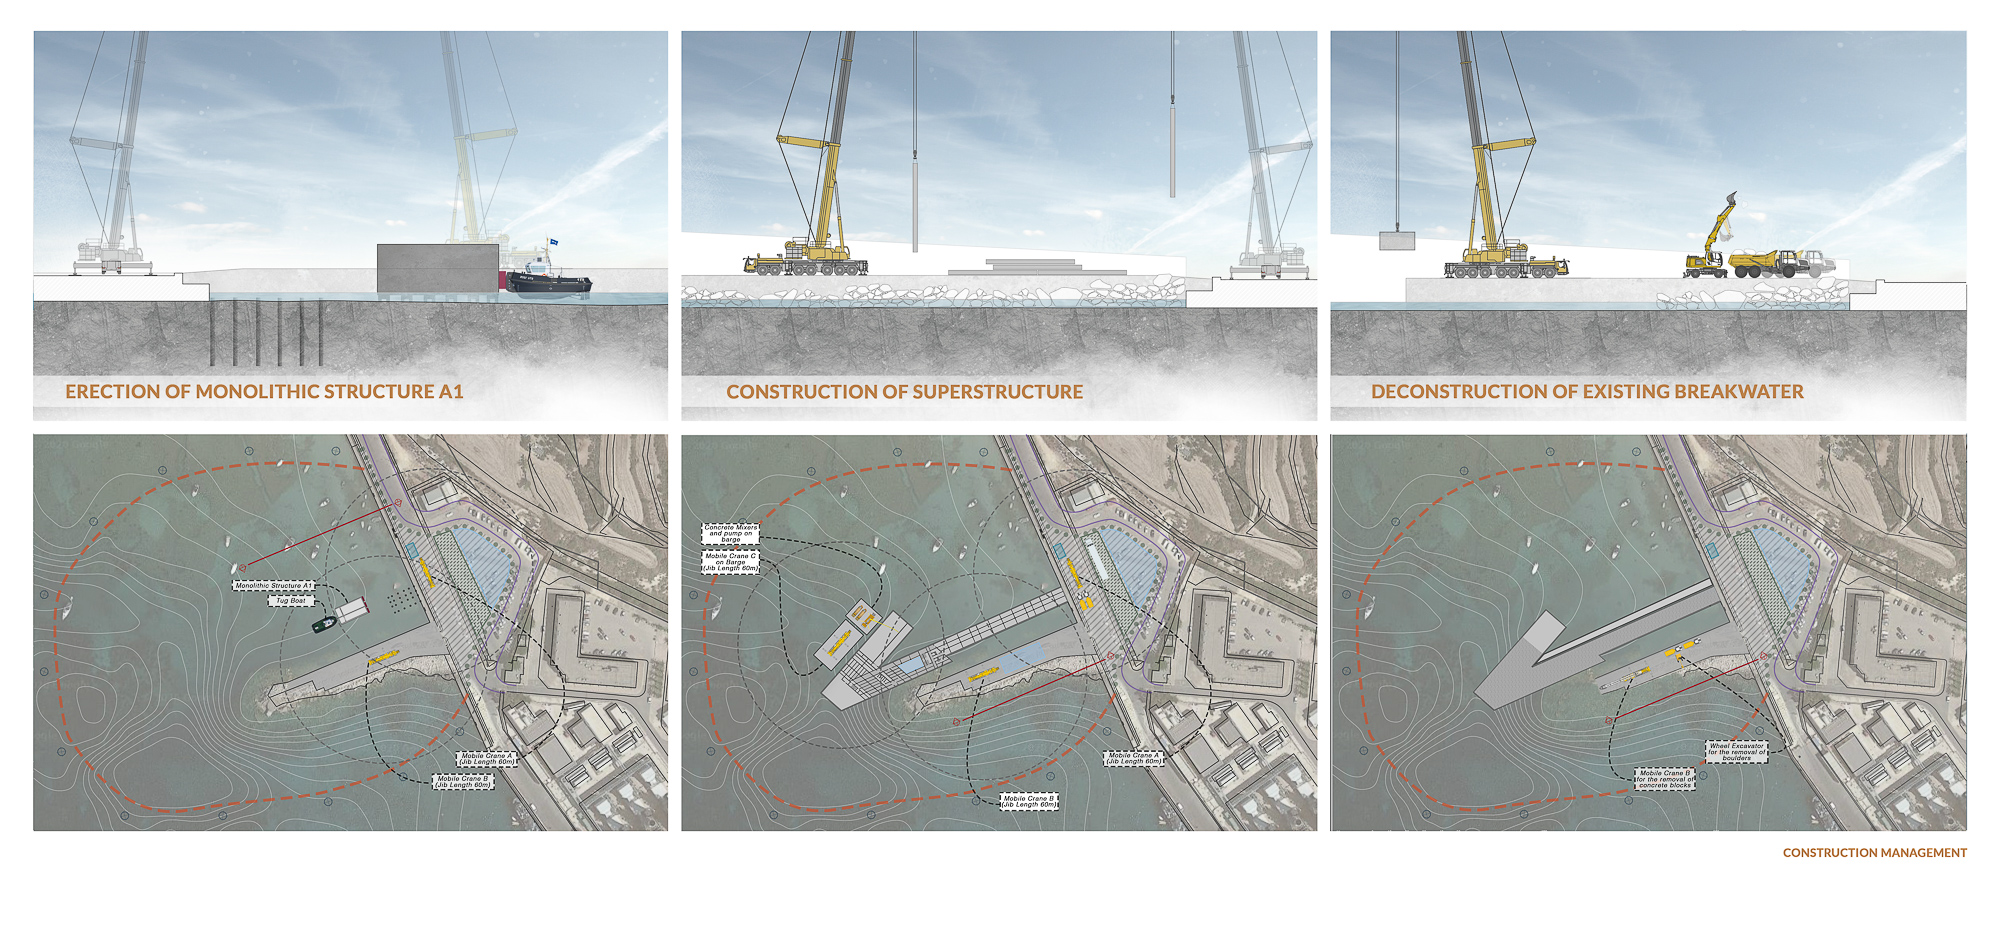 ERECTION OF MONOLITHIC STRUCTURE A1
CONSTRUCTION OF SUPERSTRUCTURE
DECONSTRUCTION OF EXISTING BREAKWATER
Monolithic Structure A1
Tug Boat
Mobile Crane A
(Jib Length 60m)
Mobile Crane B
(Jib Length 60m)
Concrete Mixers
and pump on
barge
Mobile Crane C
on Barge
(Jib Length 60m)
Mobile Crane A
(Jib Length 60m)
Mobile Crane B
(Jib Length 60m)
Wheel Excavator
for the removal of
boulders
Mobile Crane B
for the removal of
concrete blocks
CONSTRUCTION MANAGEMENT